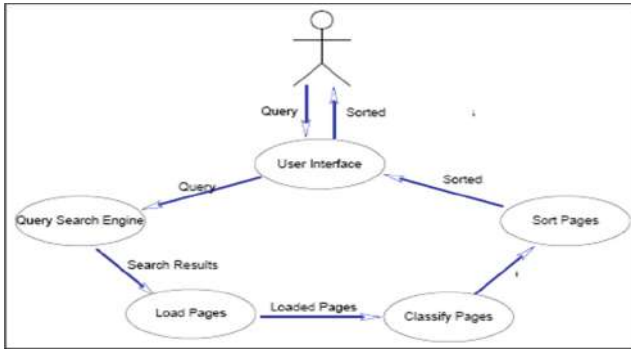 Query
Sorted
User Interface
Query
Sorted
Query Search Engine
Sort Pages
Search Results
Loaded Pages
Load Pages
Classify Pages